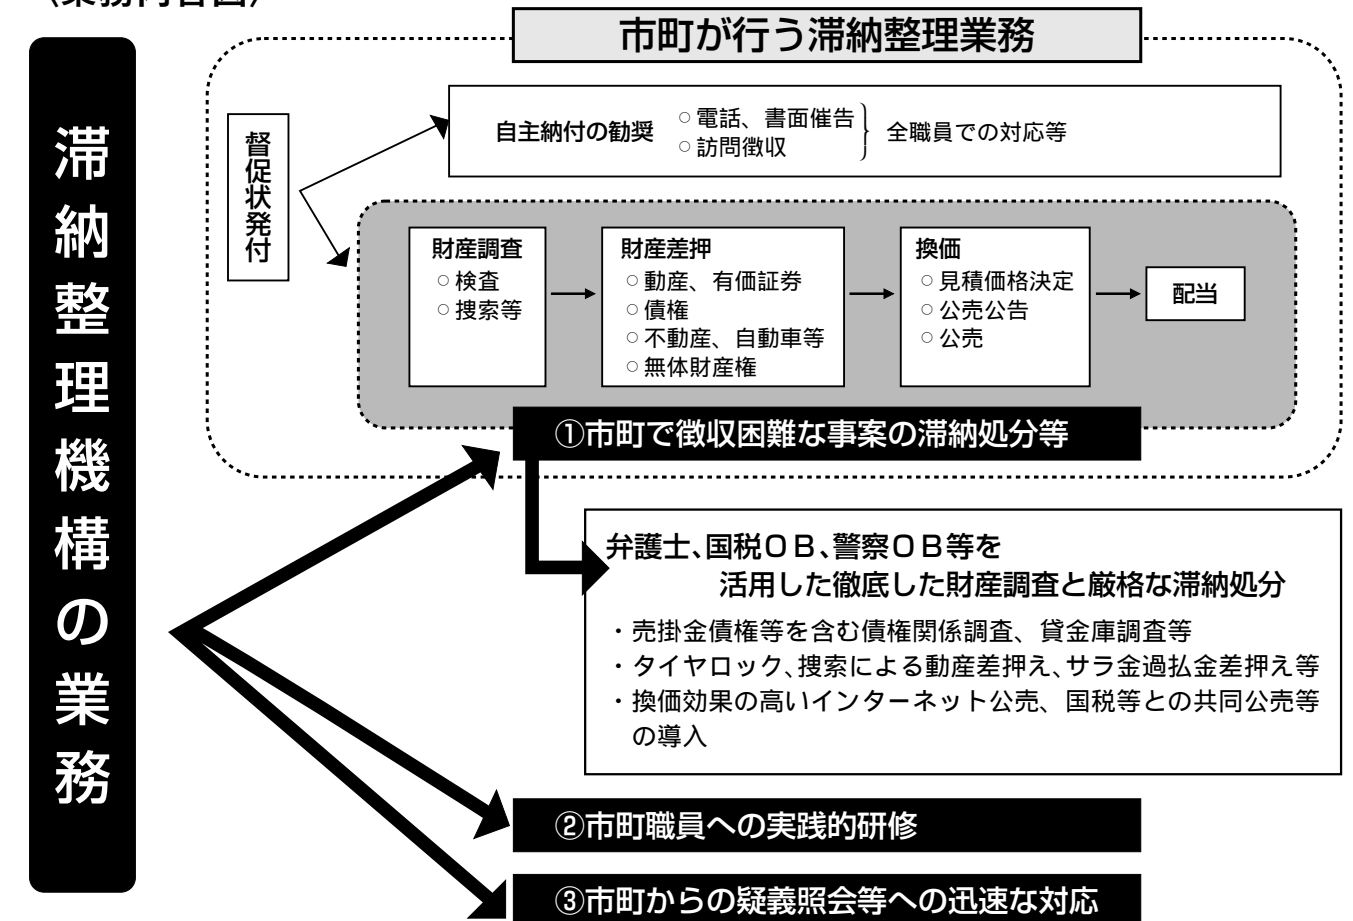 (業務内容図)
市町が行う滞納整理業務
滞納整理機構の業務
督促状発付
自主納付の勧奨
○電話、書面催告
○訪問徴収
全職員での対応等
財産調査
○検査
○捜索等
財産差押
○動産、有価証券
○債権
○不動産、自動車等
○無体財産権
換価
○見積価格決定
○公売公告
○公売
配当
①市町で徴収困難な事案の滞納処分等
弁護士、国税OB、警察OB等を
活用した徹底した財産調査と厳格な滞納処分
・売掛金債権等を含む債権関係調査、貸金庫調査等
・タイヤロック、捜索による動産差押え、サラ金過払金差押え等
・換価効果の高いインターネット公売、国税等との共同公売等
の導入
②市町職員への実践的研修
③市町からの疑義照会等への迅速な対応